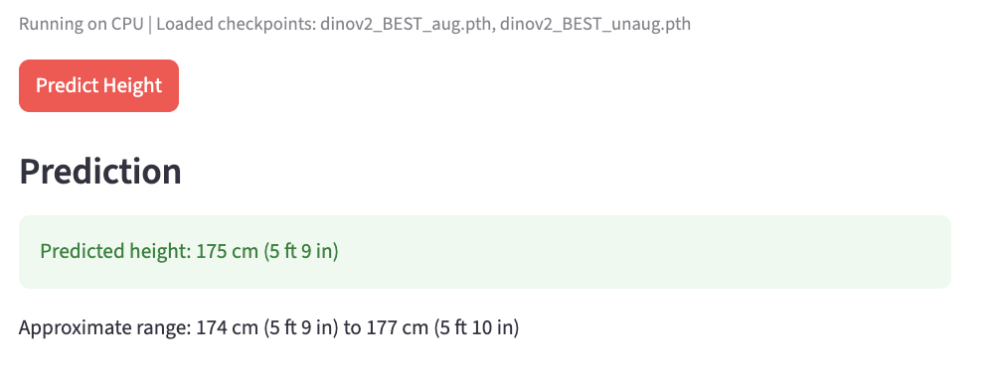 Running on CPU | Loaded checkpoints: dinov2_BEST_aug.pth, dinov2_BEST_unaug.pth
Predict Height
Prediction
Predicted height: 175 cm (5 ft 9 in)
Approximate range: 174 cm (5 ft 9 in) to 177 cm (5 ft 10 in)